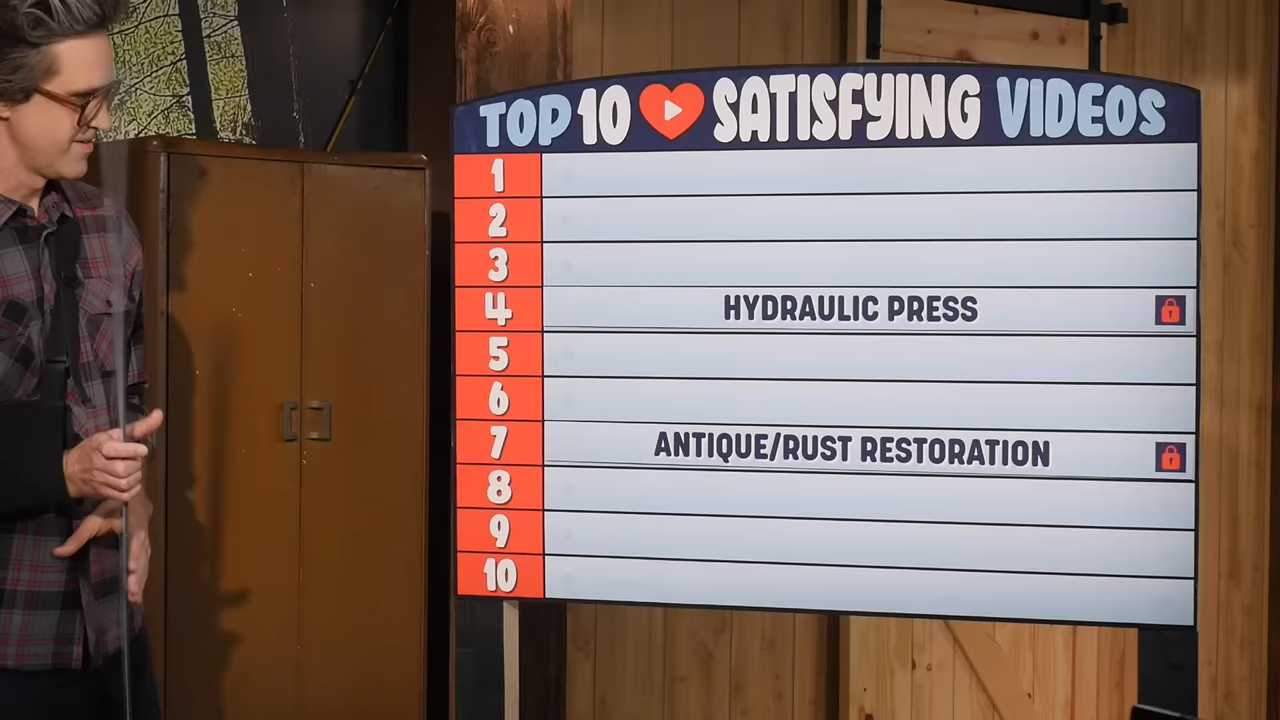 TOP 10 SATISFYING VIDEOS
1
2
3
4 HYDRAULIC PRESS
5
6
7 ANTIQUE/RUST RESTORATION
8
9
10